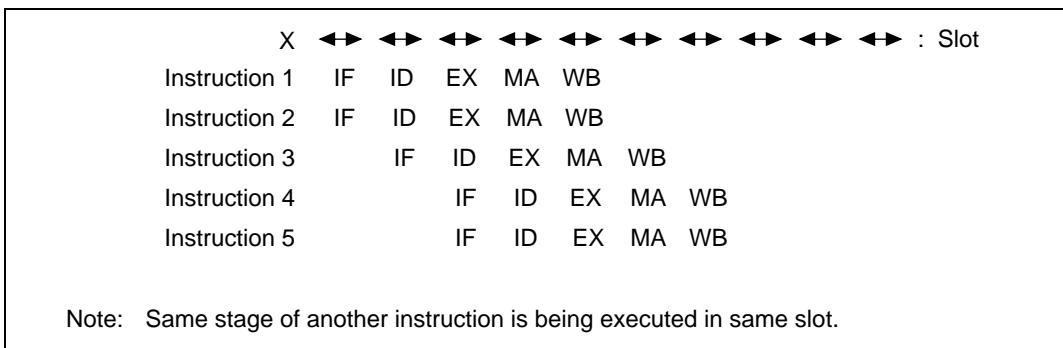 X : Slot
Instruction 1 IF ID EX MA WB
Instruction 2 IF ID EX MA WB
Instruction 3 IF ID EX MA WB
Instruction 4 IF ID EX MA WB
Instruction 5 IF ID EX MA WB
Note: Same stage of another instruction is being executed in same slot.